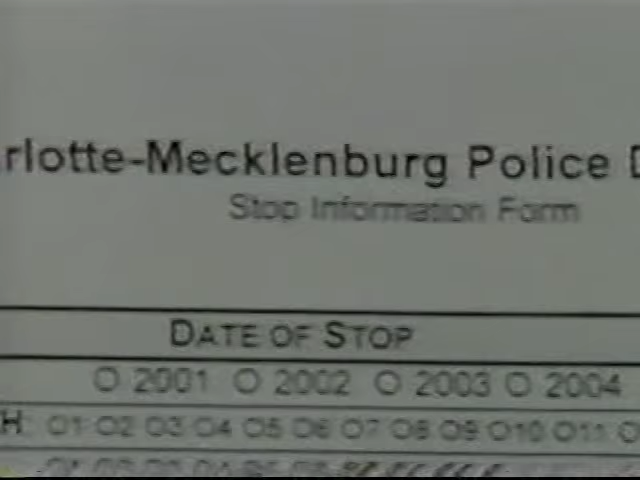 rlotte-Mecklenburg Police D
Stop Information Form
DATE OF STOP
O 2001 O 2002 O 2003 O 2004
H O1 O2 O3 O4 O5 O6 O7 O8 O9 O10 O11 O